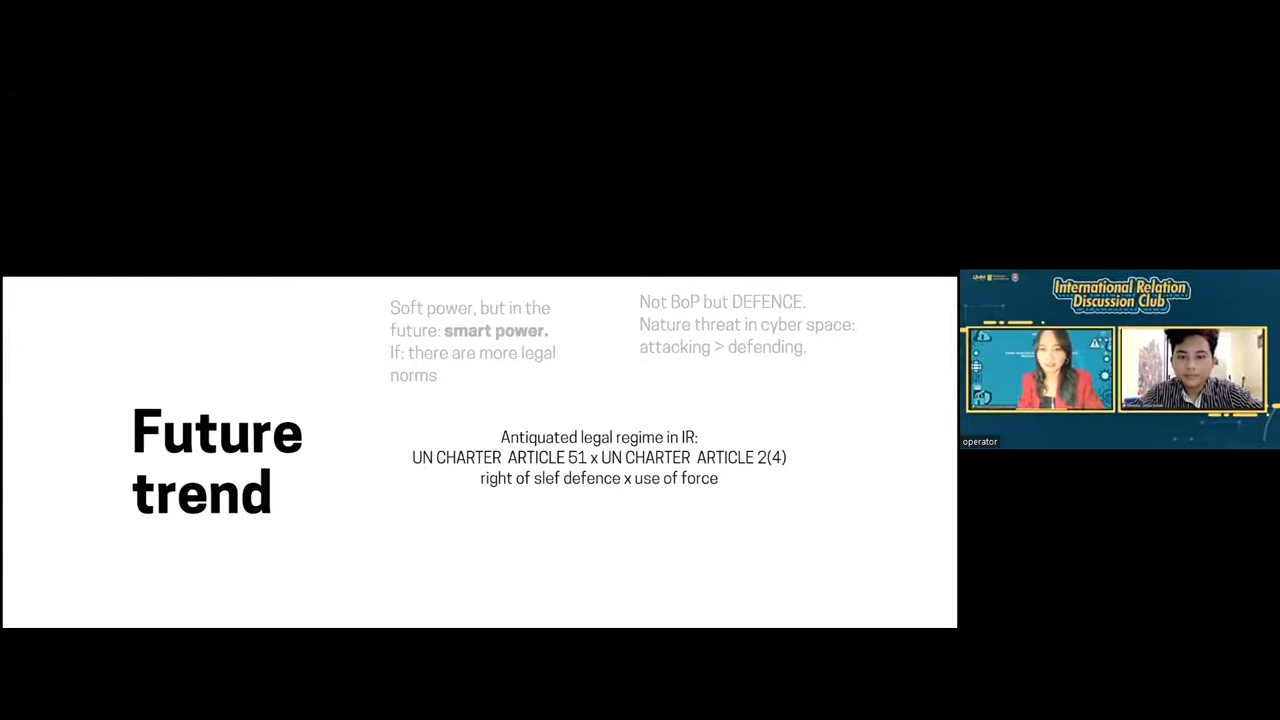 Soft power, but in the
future: smart power.
If: there are more legal
norms
Not BoP but DEFENCE.
Nature threat in cyber space:
attacking > defending.
Future
trend
Antiquated legal regime in IR:
UN CHARTER ARTICLE 51 x UN CHARTER ARTICLE 2(4)
right of slef defence x use of force
International Relation
Discussion Club
operator